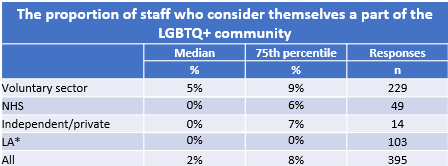 The proportion of staff who consider themselves a part of the
LGBTQ+ community
Median 75th percentile Responses
% % n
Voluntary sector 5% 9% 229
NHS 0% 6% 49
Independent/private 0% 7% 14
LA* 0% 0% 103
All 2% 8% 395